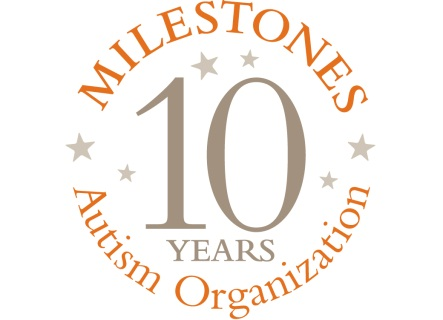 MILESTONES
10
YEARS
Autism Organization